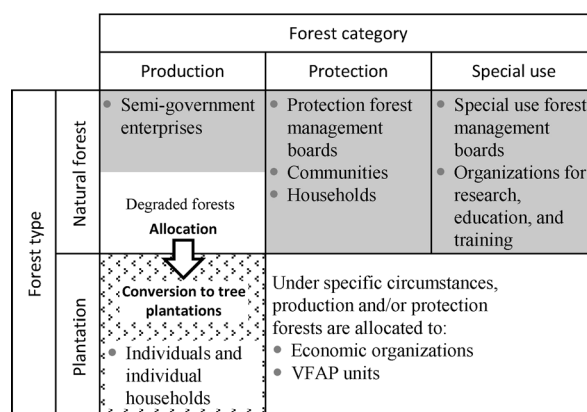 Forest category
Production
Protection
Special use
Forest type
Natural forest
Semi-government
enterprises
Degraded forests
Allocation
Protection forest
management
boards
Communities
Households
Special use forest
management
boards
Organizations for
research,
education, and
training
Plantation
Conversion to tree
plantations
Individuals and
individual
households
Under specific circumstances,
production and/or protection
forests are allocated to:
Economic organizations
VFAP units